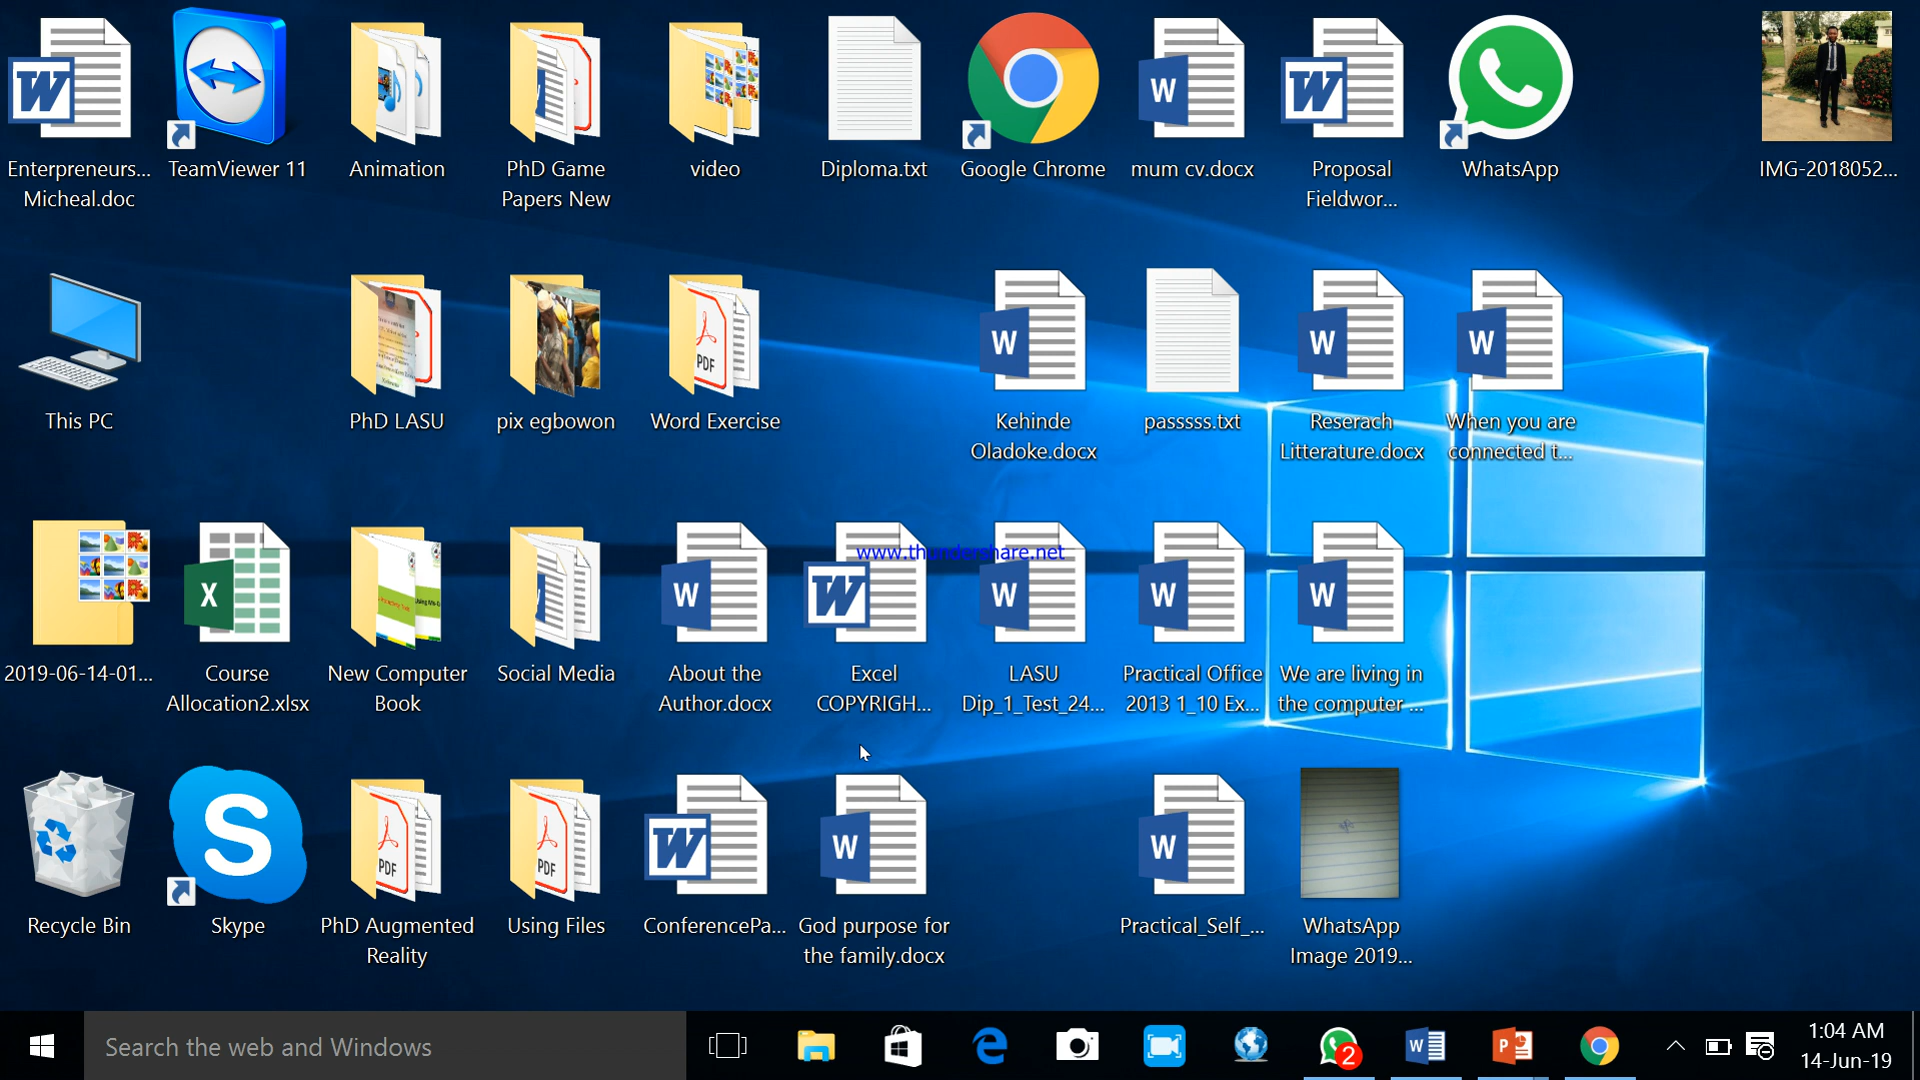 Enterpreneurs...
Micheal.doc
TeamViewer 11
Animation
PhD Game
Papers New
video
Diploma.txt
Google Chrome
mum cv.docx
Proposal
Fieldwor...
WhatsApp
IMG-2018052...
This PC
PhD LASU
pix egbowon
Word Exercise
Kehinde
Oladoke.docx
passsss.txt
Reserach
Litterature.docx
When you are
connected t...
www.thundershare.net
2019-06-14-01...
Course
Allocation2.xlsx
New Computer
Book
Social Media
About the
Author.docx
Excel
COPYRIGH...
LASU
Dip_1_Test_24...
Practical Office
2013 1_10 Ex...
We are living in
the computer ...
Recycle Bin
Skype
PhD Augmented
Reality
Using Files
ConferencePa...
God purpose for
the family.docx
Practical_Self_...
WhatsApp
Image 2019...
Search the web and Windows
2
1:04 AM
14-Jun-19